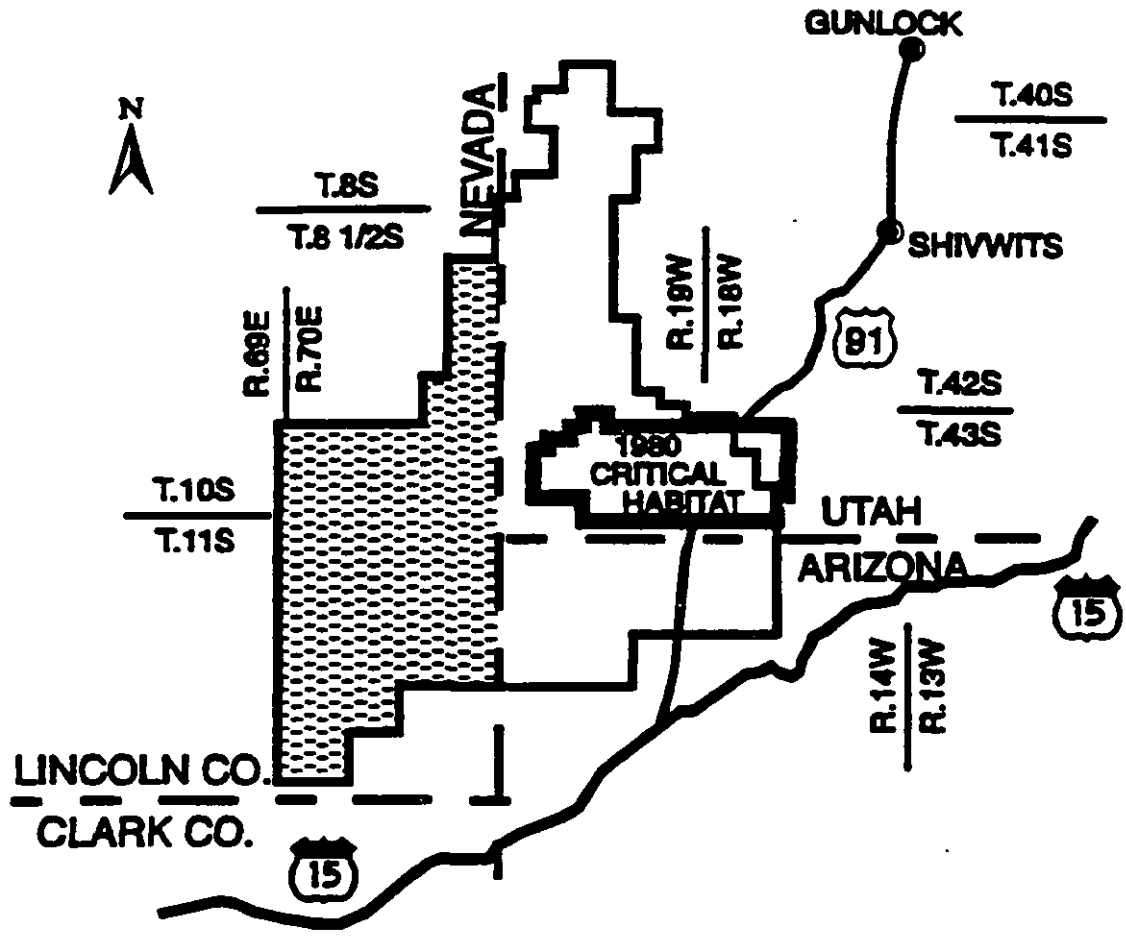 GUNLOCK
N
NEVADA
T.40S
T.41S
T.8S
T.8 1/2S
SHIVWITS
R.19W
R.18W
R.69E
R.70E
91
T.42S
T.43S
1980
CRITICAL
HABITAT
T.10S
T.11S
UTAH
ARIZONA
15
R.14W
R.13W
LINCOLN CO.
CLARK CO.
15